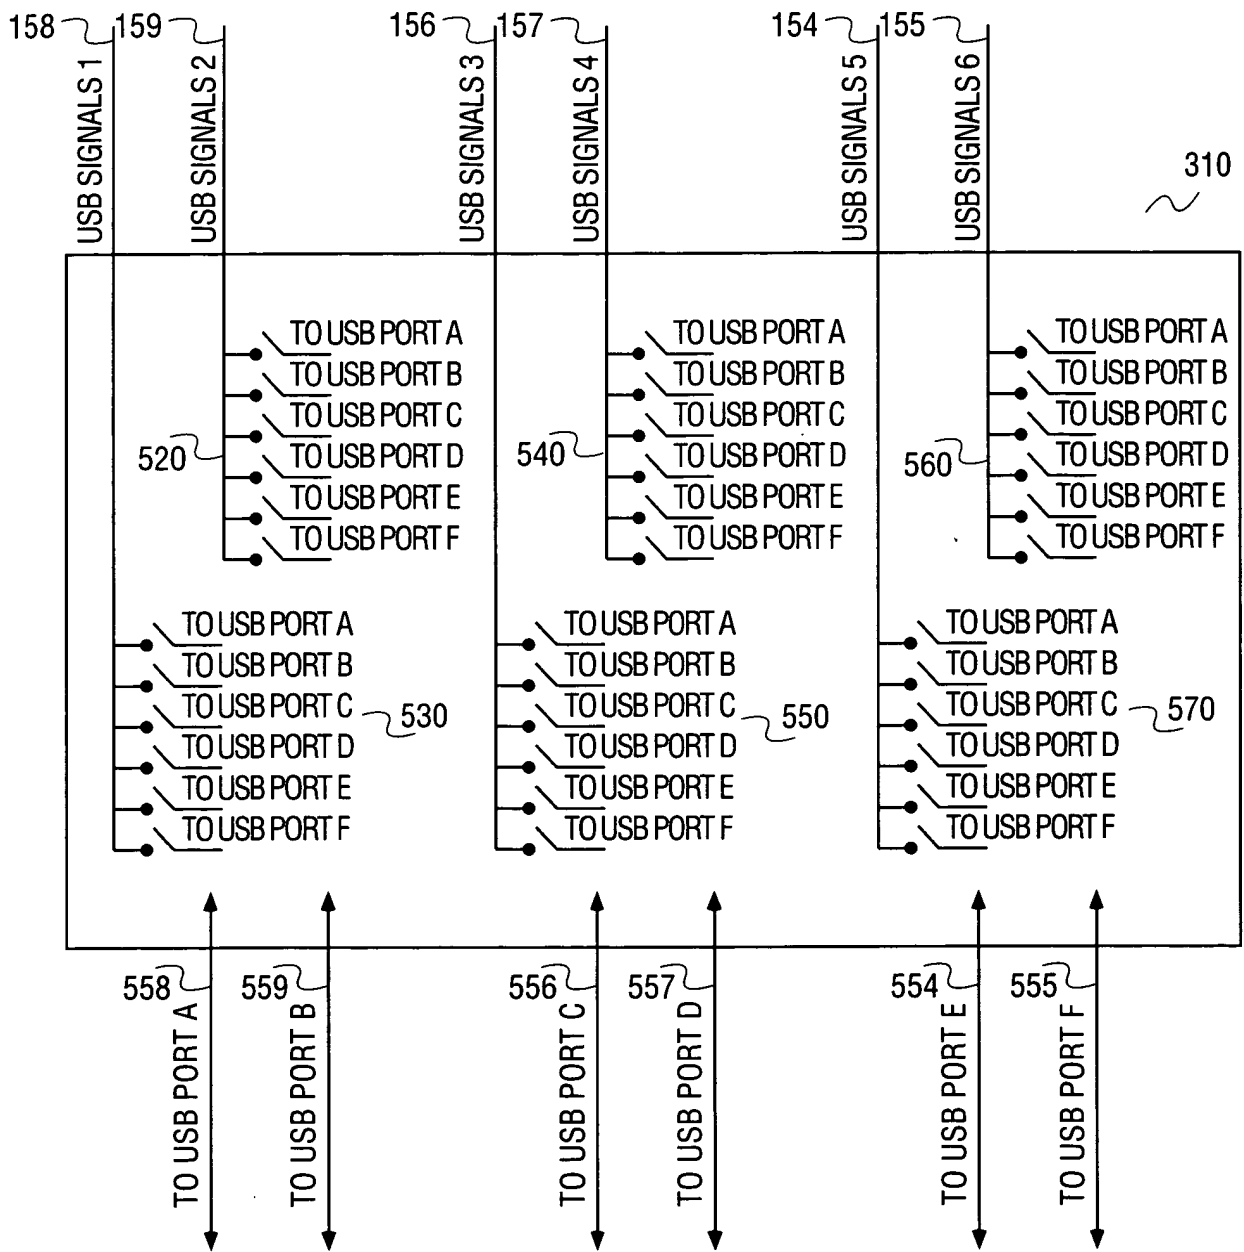 158
159
156
157
154
155
USB SIGNALS 1
USB SIGNALS 2
USB SIGNALS 3
USB SIGNALS 4
USB SIGNALS 5
USB SIGNALS 6
310
TO USB PORT A
TO USB PORT B
TO USB PORT C
TO USB PORT D
TO USB PORT E
TO USB PORT F
520
TO USB PORT A
TO USB PORT B
TO USB PORT C
TO USB PORT D
TO USB PORT E
TO USB PORT F
540
TO USB PORT A
TO USB PORT B
TO USB PORT C
TO USB PORT D
TO USB PORT E
TO USB PORT F
560
TO USB PORT A
TO USB PORT B
TO USB PORT C
TO USB PORT D
TO USB PORT E
TO USB PORT F
530
TO USB PORT A
TO USB PORT B
TO USB PORT C
TO USB PORT D
TO USB PORT E
TO USB PORT F
550
TO USB PORT A
TO USB PORT B
TO USB PORT C
TO USB PORT D
TO USB PORT E
TO USB PORT F
570
558
559
556
557
554
555
TO USB PORT A
TO USB PORT B
TO USB PORT C
TO USB PORT D
TO USB PORT E
TO USB PORT F